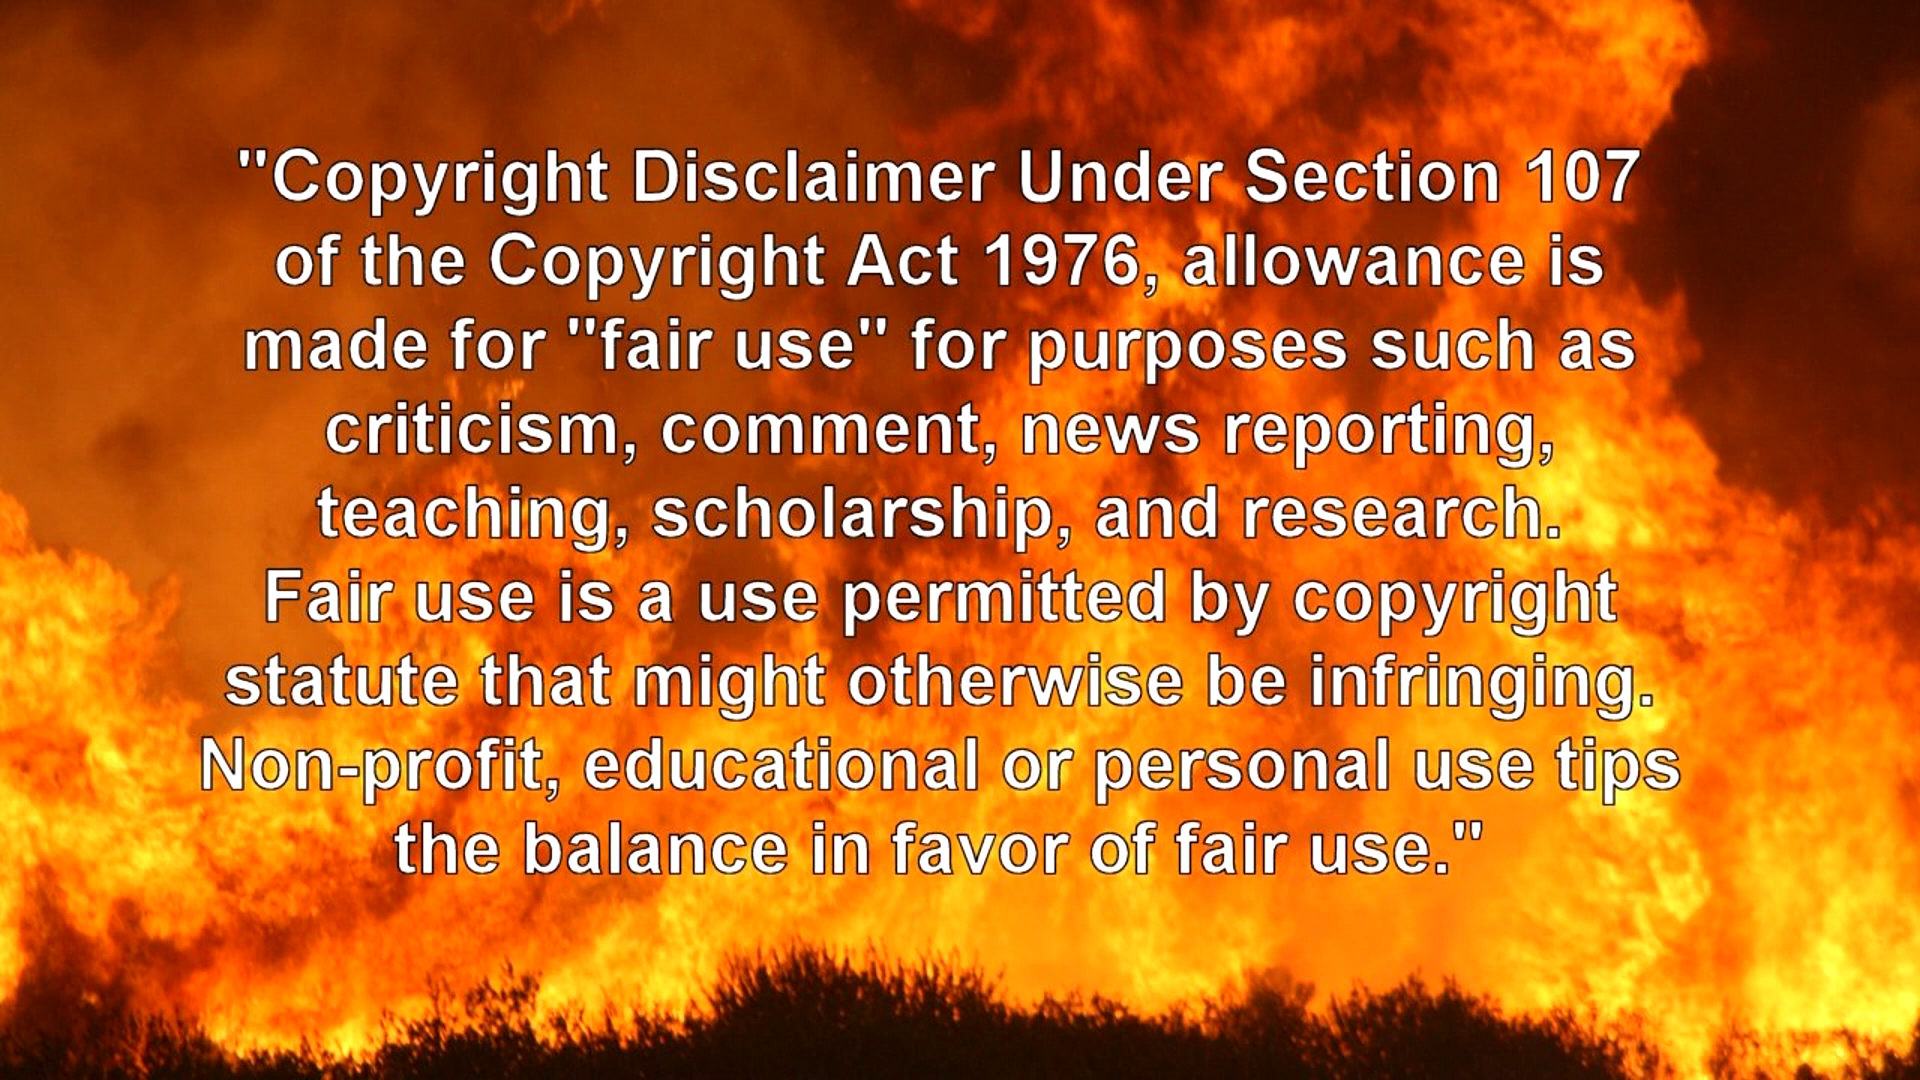 "Copyright Disclaimer Under Section 107
of the Copyright Act 1976, allowance is
made for "fair use" for purposes such as
criticism, comment, news reporting,
teaching, scholarship, and research.
Fair use is a use permitted by copyright
statute that might otherwise be infringing.
Non-profit, educational or personal use tips
the balance in favor of fair use."